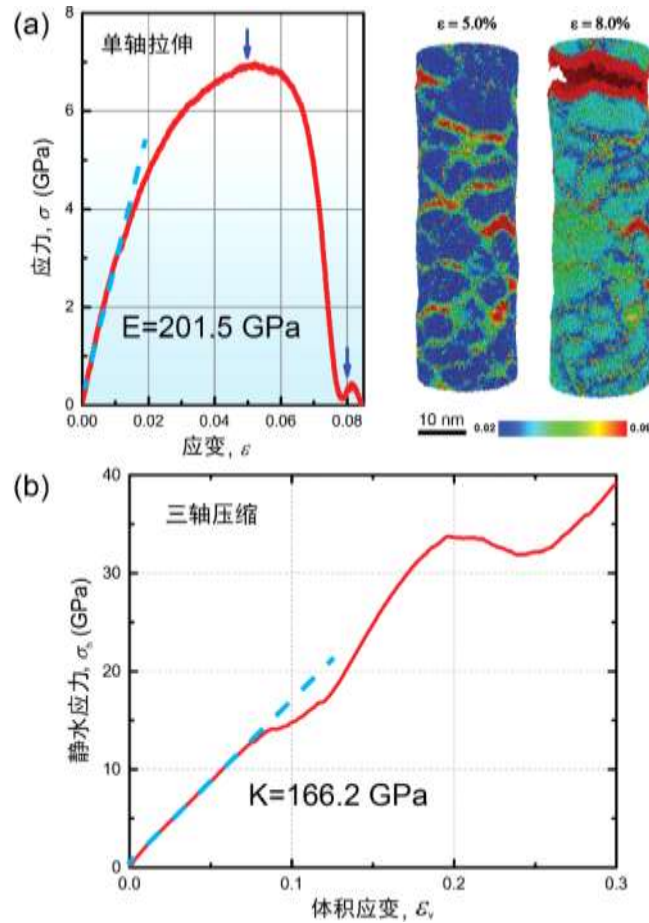 (a)
单轴拉伸
E=201.5 GPa
应力, σ (GPa)
8
6
4
2
0
0.00 0.02 0.04 0.06 0.08
应变, ε
ε = 5.0%
ε = 8.0%
10 nm
0.02
(b)
三轴压缩
K=166.2 GPa
静水应力, σh (GPa)
40
30
20
10
0
0.0 0.1 0.2 0.3
体积应变, εv